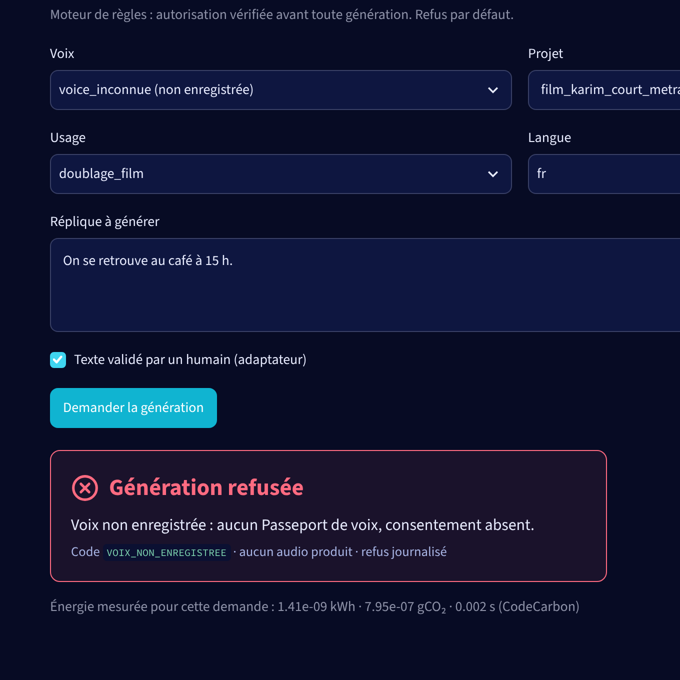 Moteur de règles : autorisation vérifiée avant toute génération. Refus par défaut.
Voix
Projet
voice_inconnue (non enregistrée)
film_karim_court_metra
Usage
Langue
doublage_film
fr
Réplique à générer
On se retrouve au café à 15 h.
Texte validé par un humain (adaptateur)
Demander la génération
Génération refusée
Voix non enregistrée : aucun Passeport de voix, consentement absent.
Code VOIX_NON_ENREGISTREE · aucun audio produit · refus journalisé
Énergie mesurée pour cette demande : 1.41e-09 kWh · 7.95e-07 gCO₂ · 0.002 s (CodeCarbon)